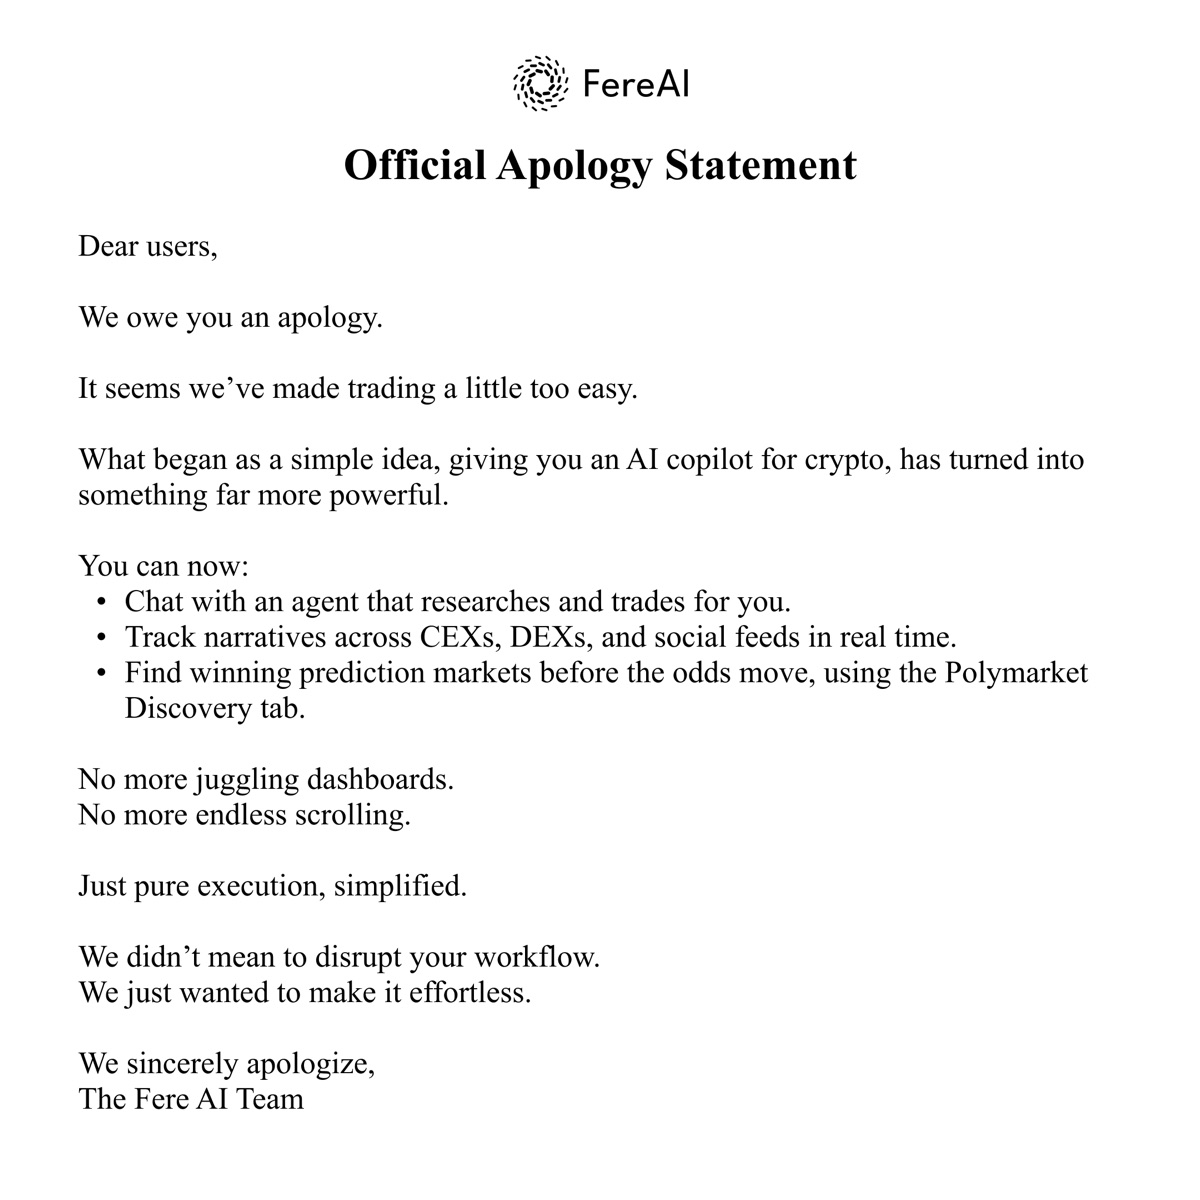 FereAI
Official Apology Statement
Dear users,
We owe you an apology.
It seems we’ve made trading a little too easy.
What began as a simple idea, giving you an AI copilot for crypto, has turned into
something far more powerful.
You can now:
• Chat with an agent that researches and trades for you.
• Track narratives across CEXs, DEXs, and social feeds in real time.
• Find winning prediction markets before the odds move, using the Polymarket
Discovery tab.
No more juggling dashboards.
No more endless scrolling.
Just pure execution, simplified.
We didn’t mean to disrupt your workflow.
We just wanted to make it effortless.
We sincerely apologize,
The Fere AI Team